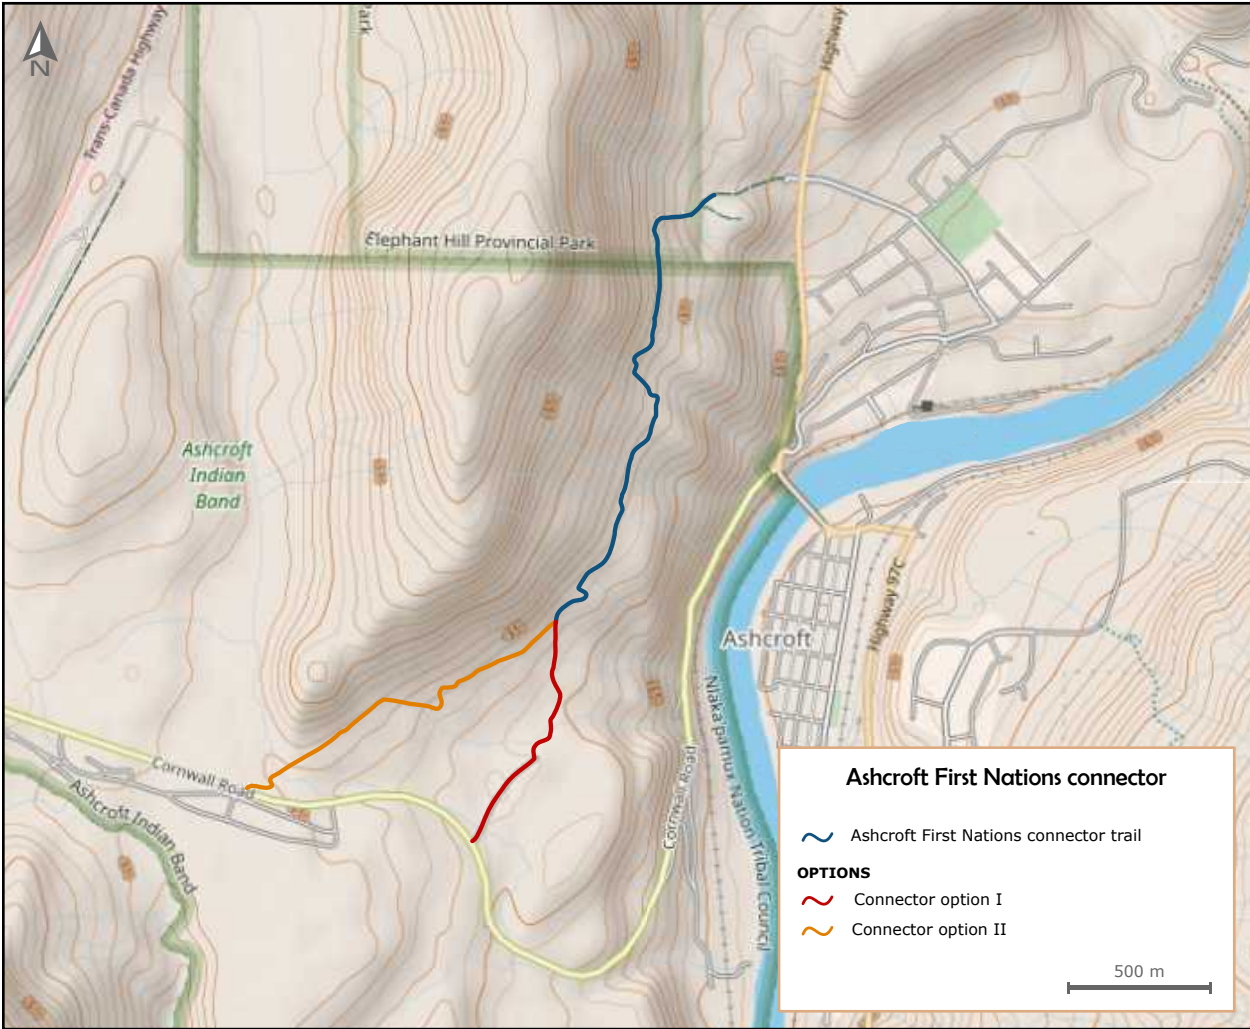 N
Trans-Canada Highway
Park
Highway
Elephant Hill Provincial Park
Ashcroft
Indian
Band
Ashcroft
Highway 97C
Nlaka'pamux Nation Tribal Council
Cornwall Road
Cornwall Road
Ashcroft Indian Band
Ashcroft First Nations connector
Ashcroft First Nations connector trail
OPTIONS
Connector option I
Connector option II
500 m